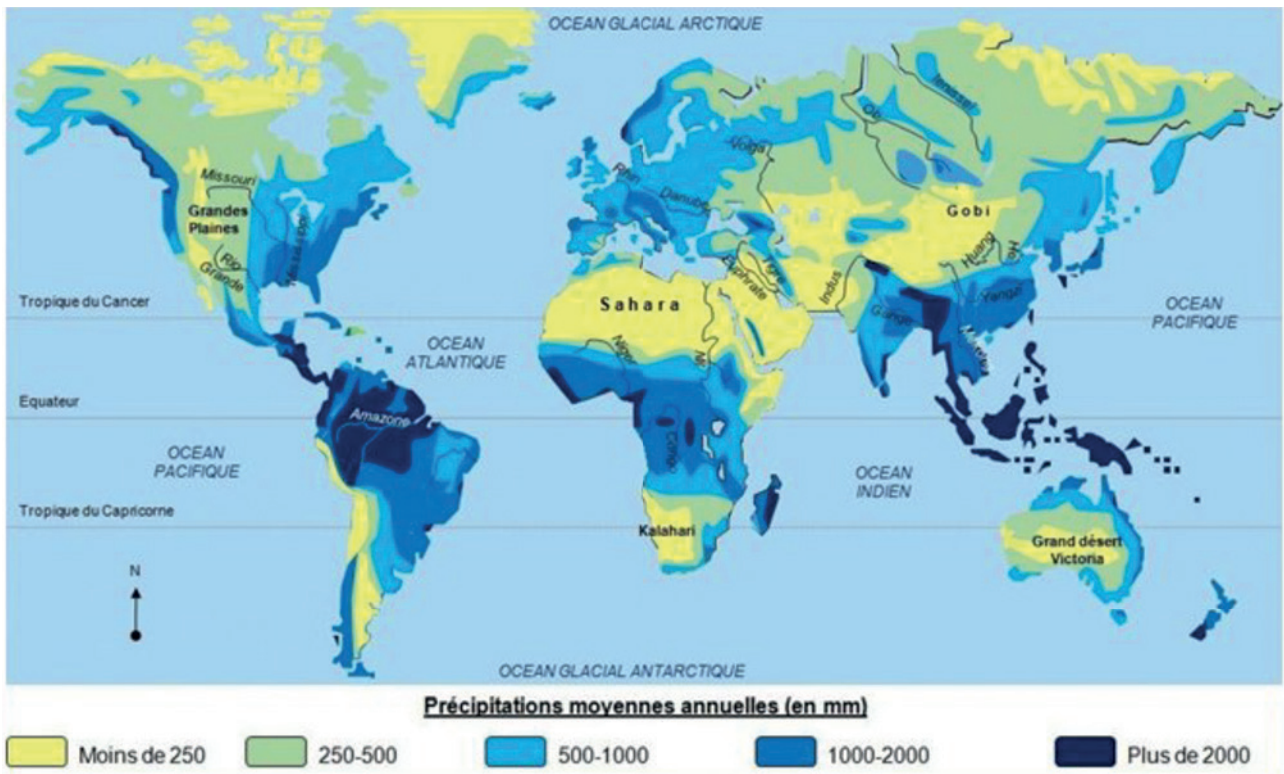 OCEAN GLACIAL ARCTIQUE
Ienissei
Ob
Volga
Rhin
Danube
Missouri
Grandes
Plaines
Mississippi
Gobi
Huang
He
Rio
Grande
Tigre
Euphrate
Indus
Yangzi
Tropique du Cancer
Sahara
Gange
OCEAN
PACIFIQUE
OCEAN
ATLANTIQUE
Niger
Nil
Mékong
Equateur
Amazone
Congo
OCEAN
PACIFIQUE
OCEAN
INDIEN
Tropique du Capricorne
Kalahari
Grand désert
Victoria
N
OCEAN GLACIAL ANTARCTIQUE
Précipitations moyennes annuelles (en mm)
Moins de 250
250-500
500-1000
1000-2000
Plus de 2000